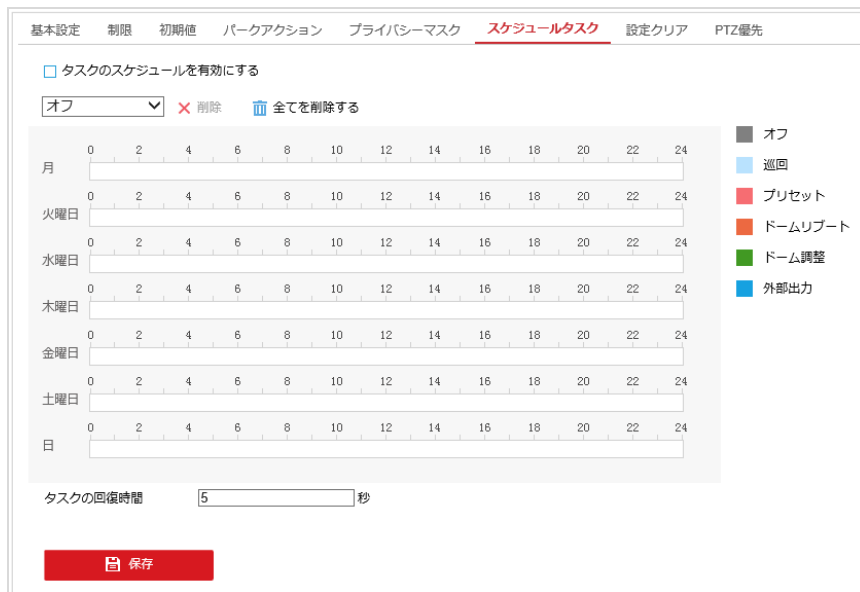 基本設定 制限 初期値 パークアクション プライバシーマスク スケジュールタスク 設定クリア PTZ優先
タスクのスケジュールを有効にする
オフ 削除 全てを削除する
0 2 4 6 8 10 12 14 16 18 20 22 24
月
0 2 4 6 8 10 12 14 16 18 20 22 24
火曜日
0 2 4 6 8 10 12 14 16 18 20 22 24
水曜日
0 2 4 6 8 10 12 14 16 18 20 22 24
木曜日
0 2 4 6 8 10 12 14 16 18 20 22 24
金曜日
0 2 4 6 8 10 12 14 16 18 20 22 24
土曜日
0 2 4 6 8 10 12 14 16 18 20 22 24
日
オフ
巡回
プリセット
ドームリブート
ドーム調整
外部出力
タスクの回復時間 5 秒
保存